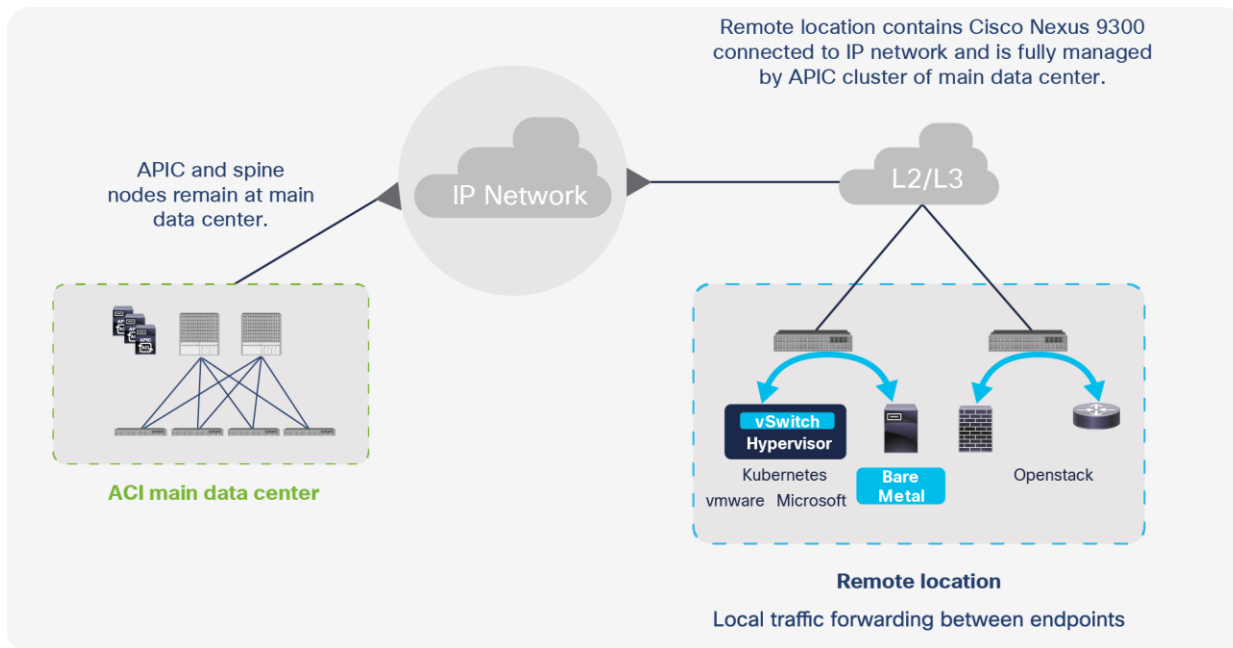 Remote location contains Cisco Nexus 9300
connected to IP network and is fully managed
by APIC cluster of main data center.
APIC and spine
nodes remain at main
data center.
IP Network
L2/L3
APIC
ACI main data center
vSwitch
Hypervisor
Kubernetes
vmware Microsoft
Bare
Metal
Openstack
Remote location
Local traffic forwarding between endpoints